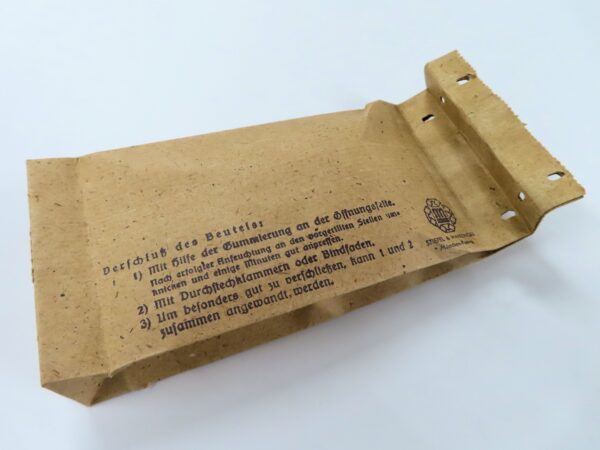 Verschluß des Beutels:
1) Mit Hilfe der Gummierung an der Öffnungsseite.
Nach erfolgter Anfeuchtung an den vorgerillten Stellen um-
knicken und einige Minuten gut anpressen.
2) Mit Durchsteckklammern oder Bindfaden.
3) Um besonders gut zu verschließen, kann 1 und 2
zusammen angewandt werden.
STIEFEL &